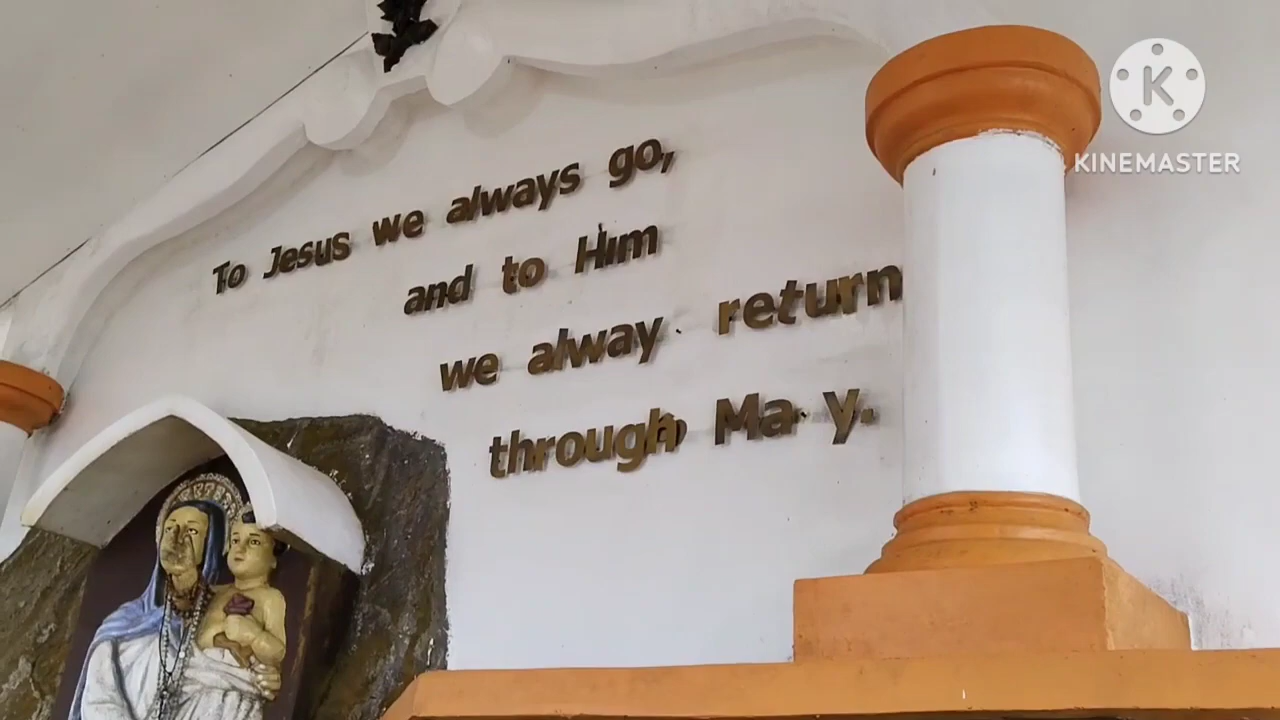 To Jesus we always go,
and to Him
we alway return
through Ma y.
K
KINEMASTER